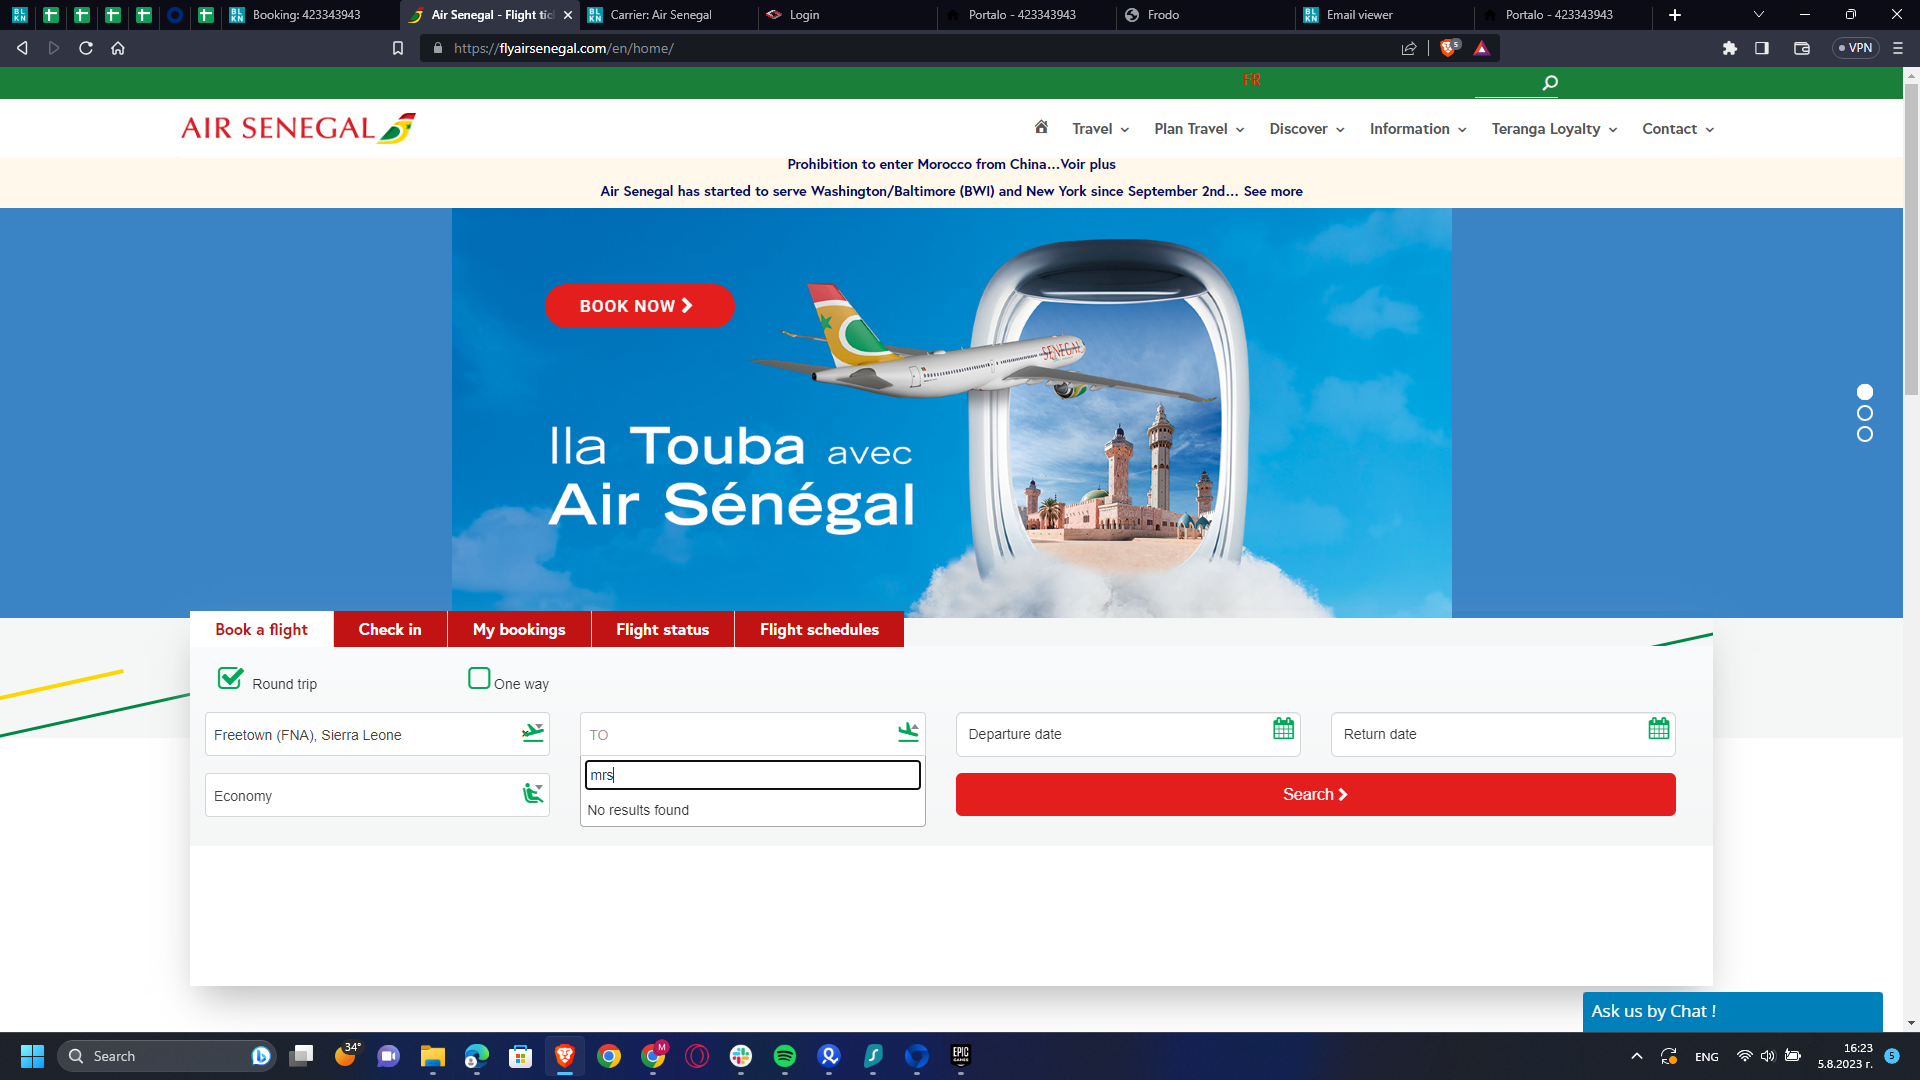 Booking: 423343943
Air Senegal - Flight tic
Carrier: Air Senegal
Login
Portalo - 423343943
Frodo
Email viewer
Portalo - 423343943
https://flyairsenegal.com/en/home/
5
VPN
FR
AIR SENEGAL
Travel
Plan Travel
Discover
Information
Teranga Loyalty
Contact
Prohibition to enter Morocco from China...Voir plus
Air Senegal has started to serve Washington/Baltimore (BWI) and New York since September 2nd... See more
BOOK NOW
SENEGAL
lla Touba avec
Air Sénégal
Book a flight
Check in
My bookings
Flight status
Flight schedules
Round trip
One way
Freetown (FNA), Sierra Leone
TO
Departure date
Return date
mrs
Economy
No results found
Search
Ask us by Chat !
Search
34°
M
EPIC
GAMES
ENG
16:23
5.8.2023 г.
5